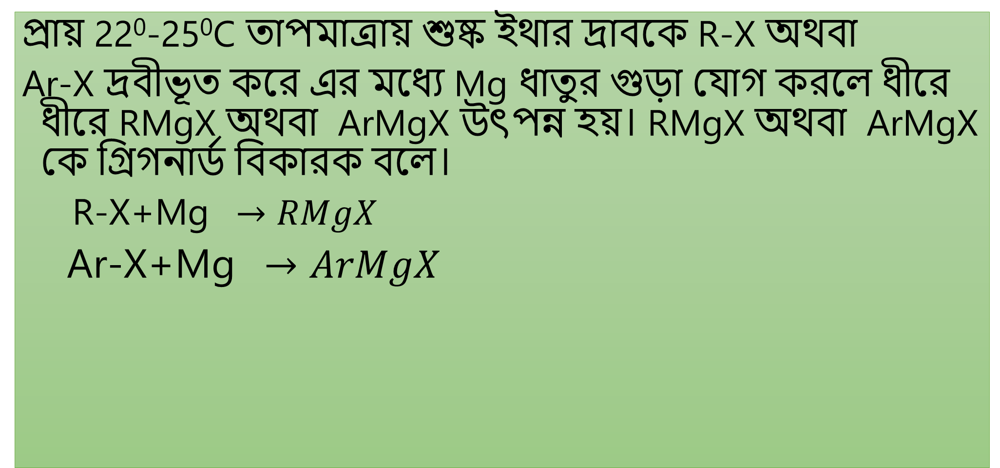 প্রায় 22⁰-25⁰C তাপমাত্রায় শুষ্ক ইথার দ্রাবকে R-X অথবা
Ar-X দ্রবীভূত করে এর মধ্যে Mg ধাতুর গুড়া যোগ করলে ধীরে
ধীরে RMgX অথবা ArMgX উৎপন্ন হয়। RMgX অথবা ArMgX
কে গ্রিগনার্ড বিকারক বলে।
R-X+Mg → RMgX
Ar-X+Mg → ArMgX